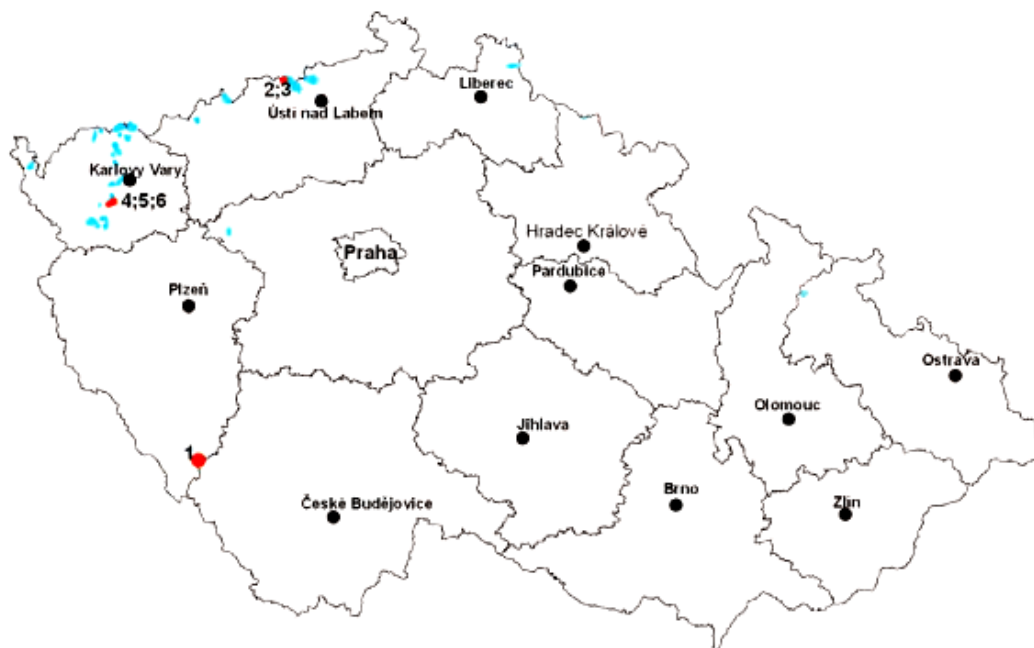 Liberec
2;3
Ústí nad Labem
Karlovy Vary
4;5;6
Hradec Králové
Praha
Pardubice
Plzeň
Ostrava
Olomouc
Jihlava
1
Brno
Zlín
České Budějovice